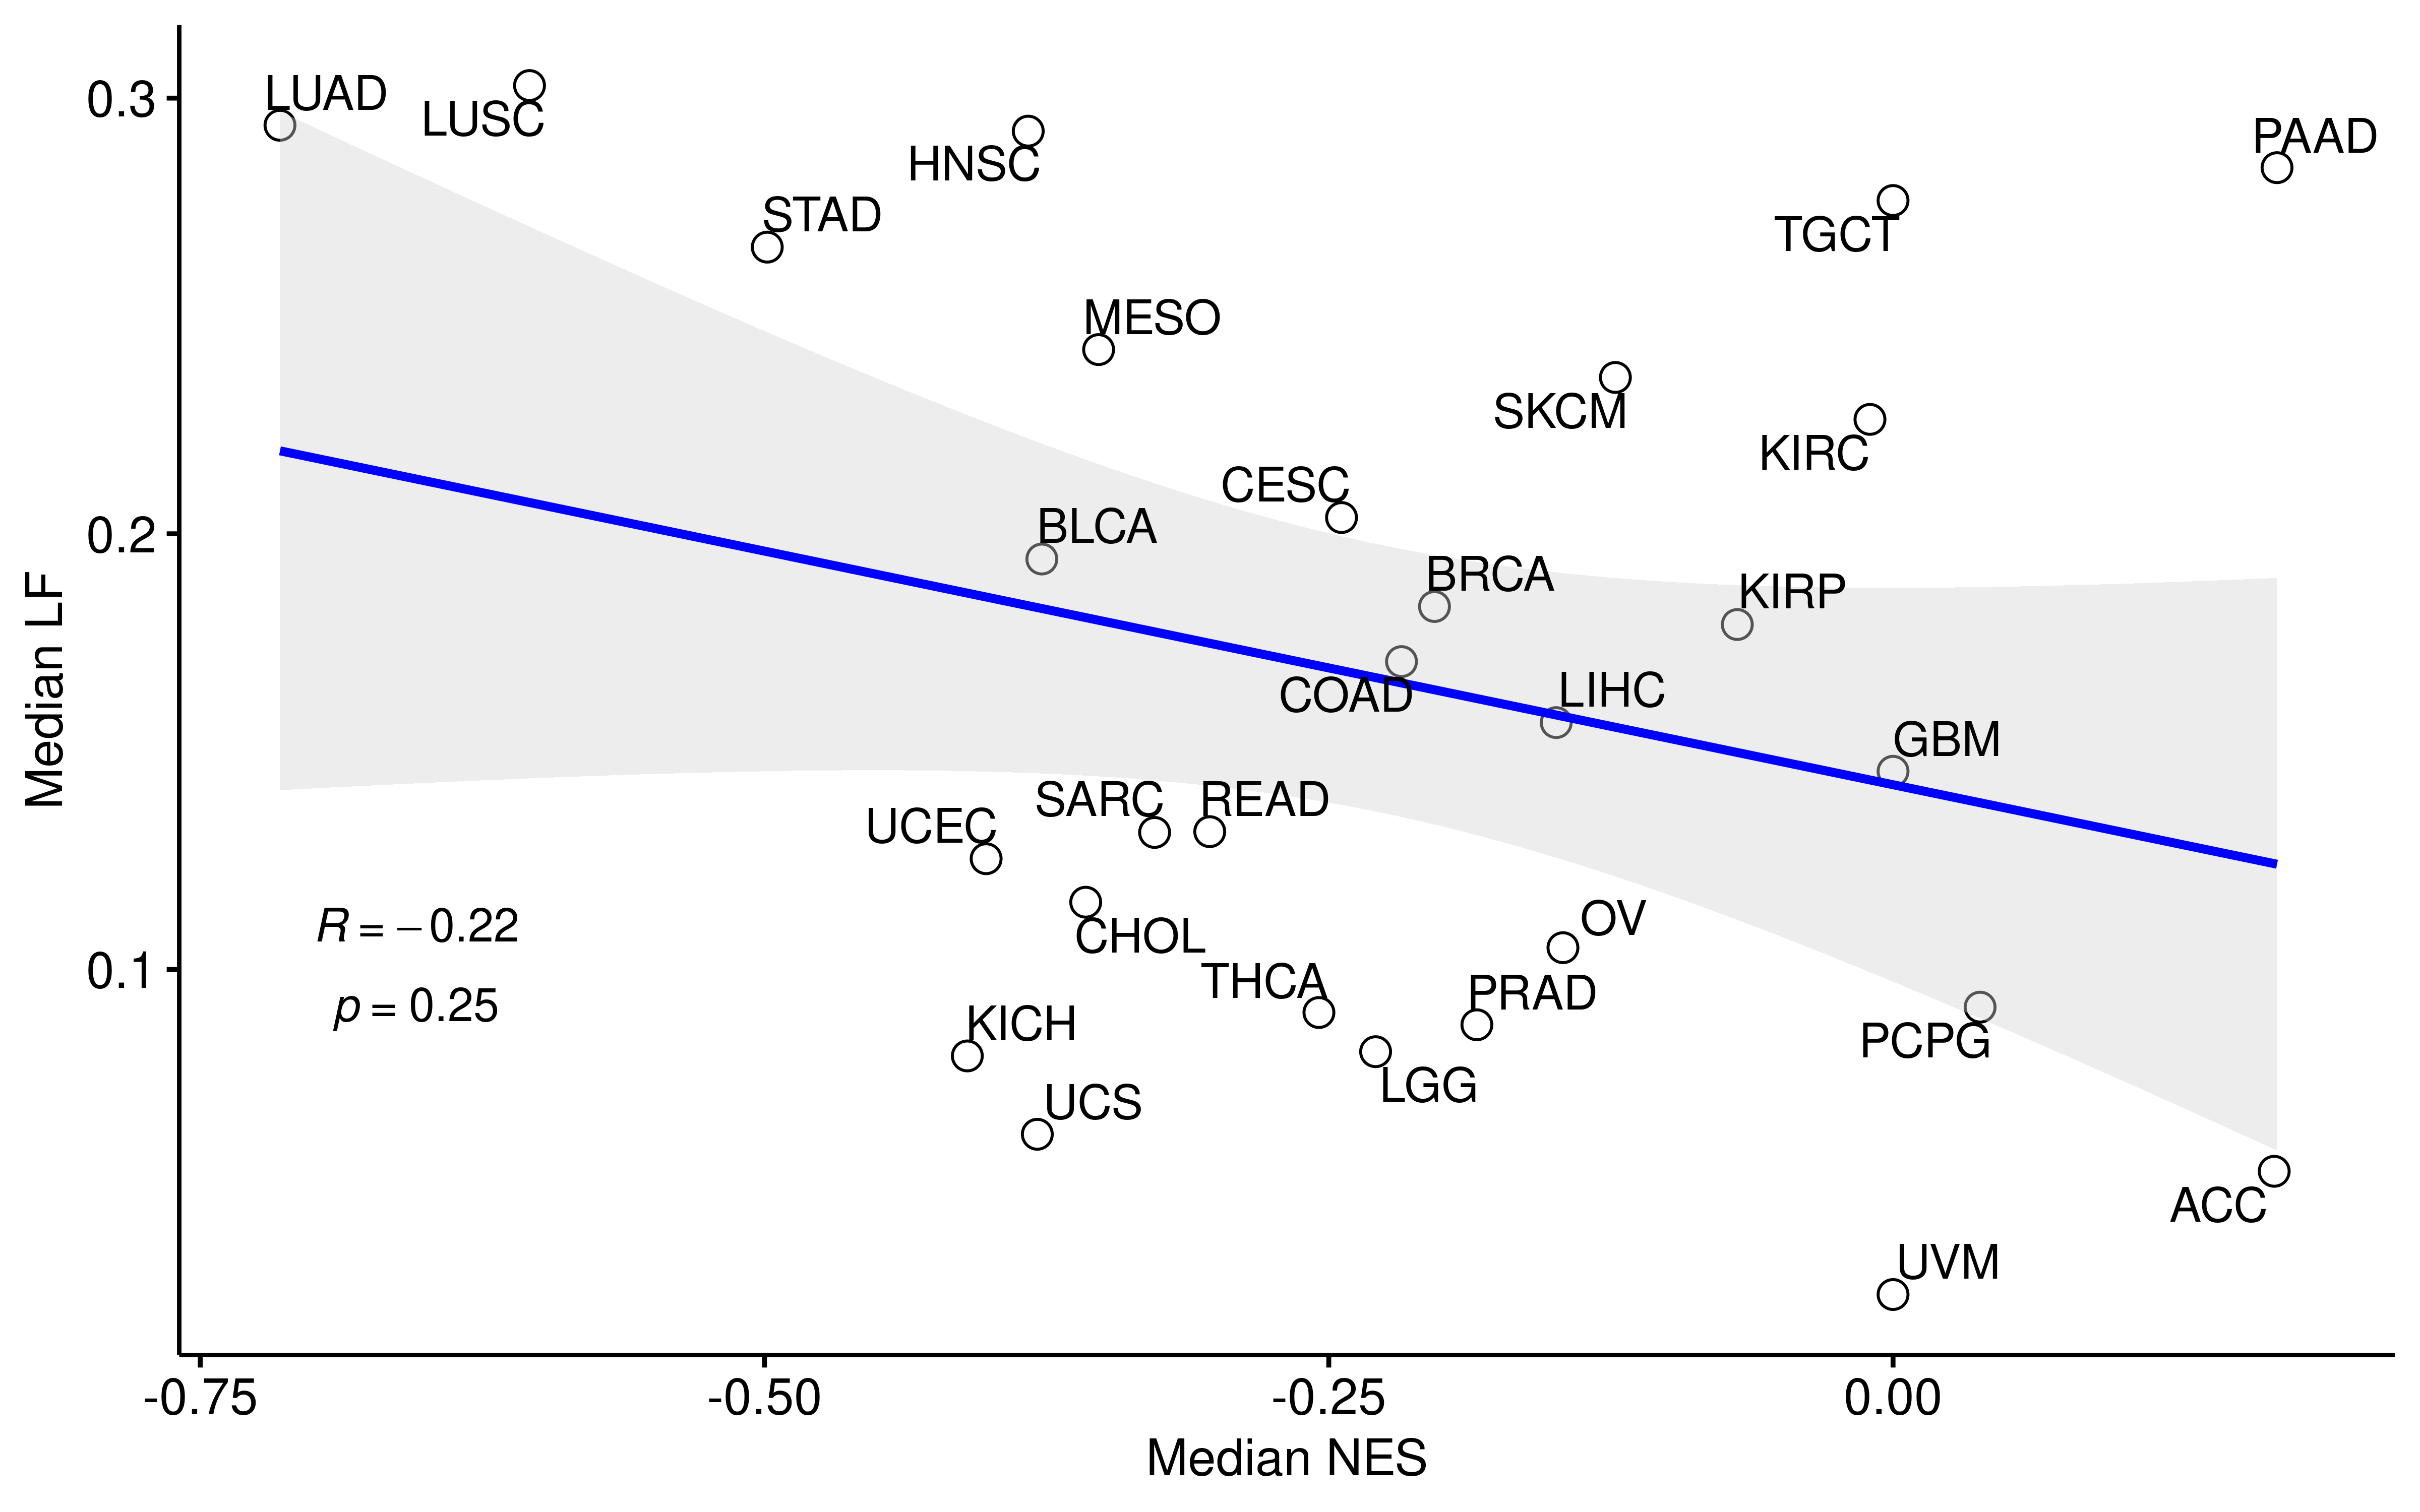 0.3
0.2
0.1
Median LF
LUAD
LUSC
HNSC
PAAD
STAD
TGCT
MESO
SKCM
KIRC
CESC
BLCA
BRCA
KIRP
COAD
LIHC
GBM
SARC
READ
UCEC
CHOL
OV
THCA
PRAD
KICH
PCPG
LGG
UCS
ACC
UVM
R = −0.22
p = 0.25
-0.75
-0.50
-0.25
0.00
Median NES